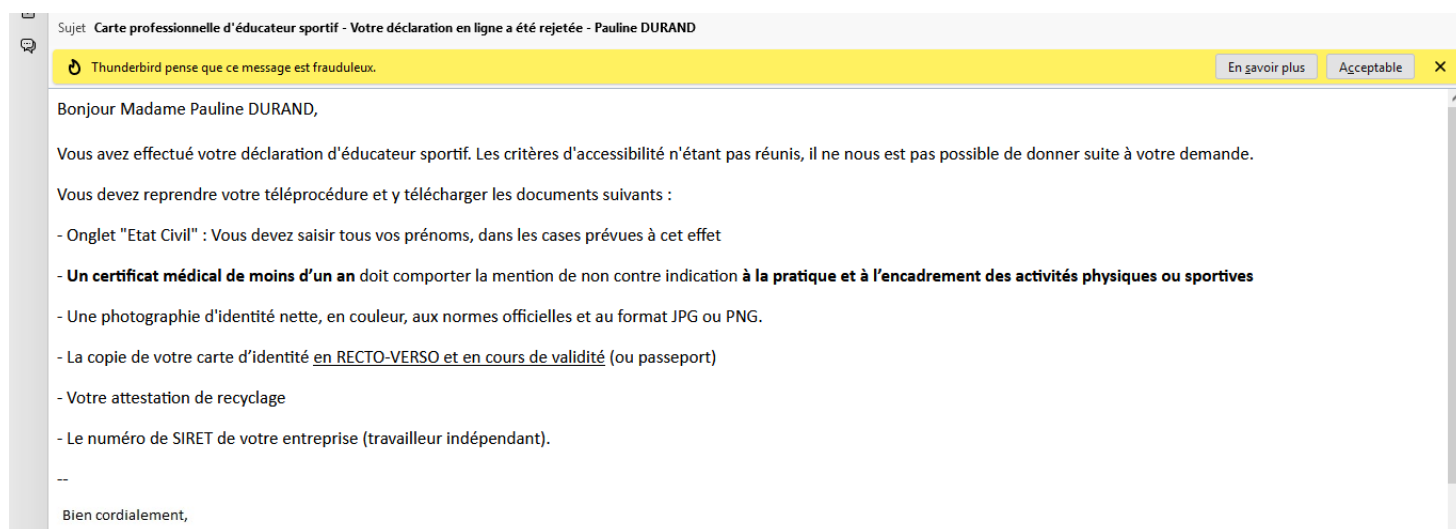 Sujet Carte professionnelle d'éducateur sportif - Votre déclaration en ligne a été rejetée - Pauline DURAND
Thunderbird pense que ce message est frauduleux.
En savoir plus
Acceptable
Bonjour Madame Pauline DURAND,
Vous avez effectué votre déclaration d'éducateur sportif. Les critères d'accessibilité n'étant pas réunis, il ne nous est pas possible de donner suite à votre demande.
Vous devez reprendre votre téléprocédure et y télécharger les documents suivants :
- Onglet "Etat Civil" : Vous devez saisir tous vos prénoms, dans les cases prévues à cet effet
- Un certificat médical de moins d’un an doit comporter la mention de non contre indication à la pratique et à l’encadrement des activités physiques ou sportives
- Une photographie d'identité nette, en couleur, aux normes officielles et au format JPG ou PNG.
- La copie de votre carte d’identité en RECTO-VERSO et en cours de validité (ou passeport)
- Votre attestation de recyclage
- Le numéro de SIRET de votre entreprise (travailleur indépendant).
--
Bien cordialement,